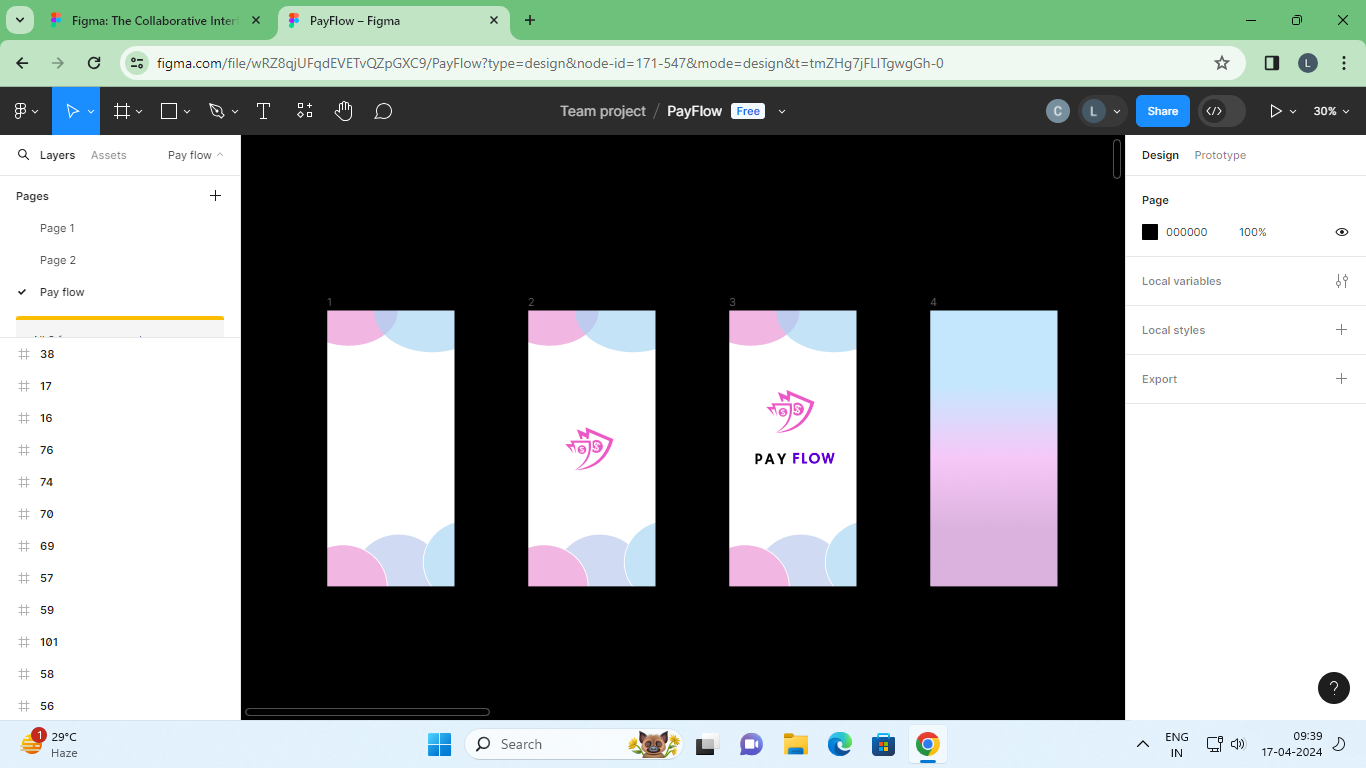 Figma: The Collaborative Inter
PayFlow – Figma
figma.com/file/wRZ8qjUFqdEVETvQZpGXC9/PayFlow?type=design&node-id=171-547&mode=design&t=tmZHg7jFLlTgwgGh-0
L
Team project / PayFlow Free
C
L
Share
30%
Layers
Assets
Pay flow
Pages
Page 1
Page 2
Pay flow
38
17
16
76
74
70
69
57
59
101
58
56
1
2
3
4
PAY FLOW
Design
Prototype
Page
000000
100%
Local variables
Local styles
Export
?
1
29°C
Haze
Search
ENG
IN
09:39
17-04-2024